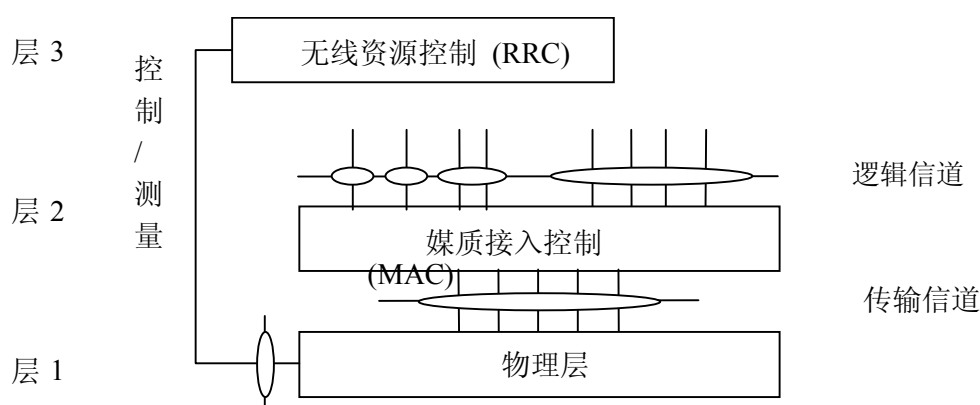 层 3
无线资源控制 (RRC)
控制/测量
逻辑信道
层 2
媒质接入控制
(MAC)
传输信道
层 1
物理层